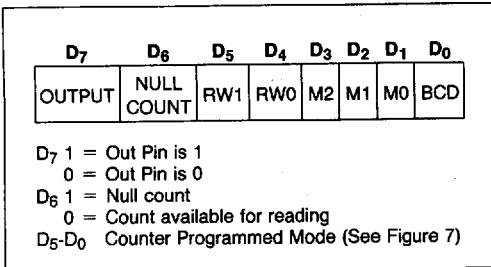 D7 D6 D5 D4 D3 D2 D1 D0
OUTPUT NULL COUNT RW1 RW0 M2 M1 M0 BCD
D7 1 = Out Pin is 1
0 = Out Pin is 0
D6 1 = Null count
0 = Count available for reading
D5-D0 Counter Programmed Mode (See Figure 7)